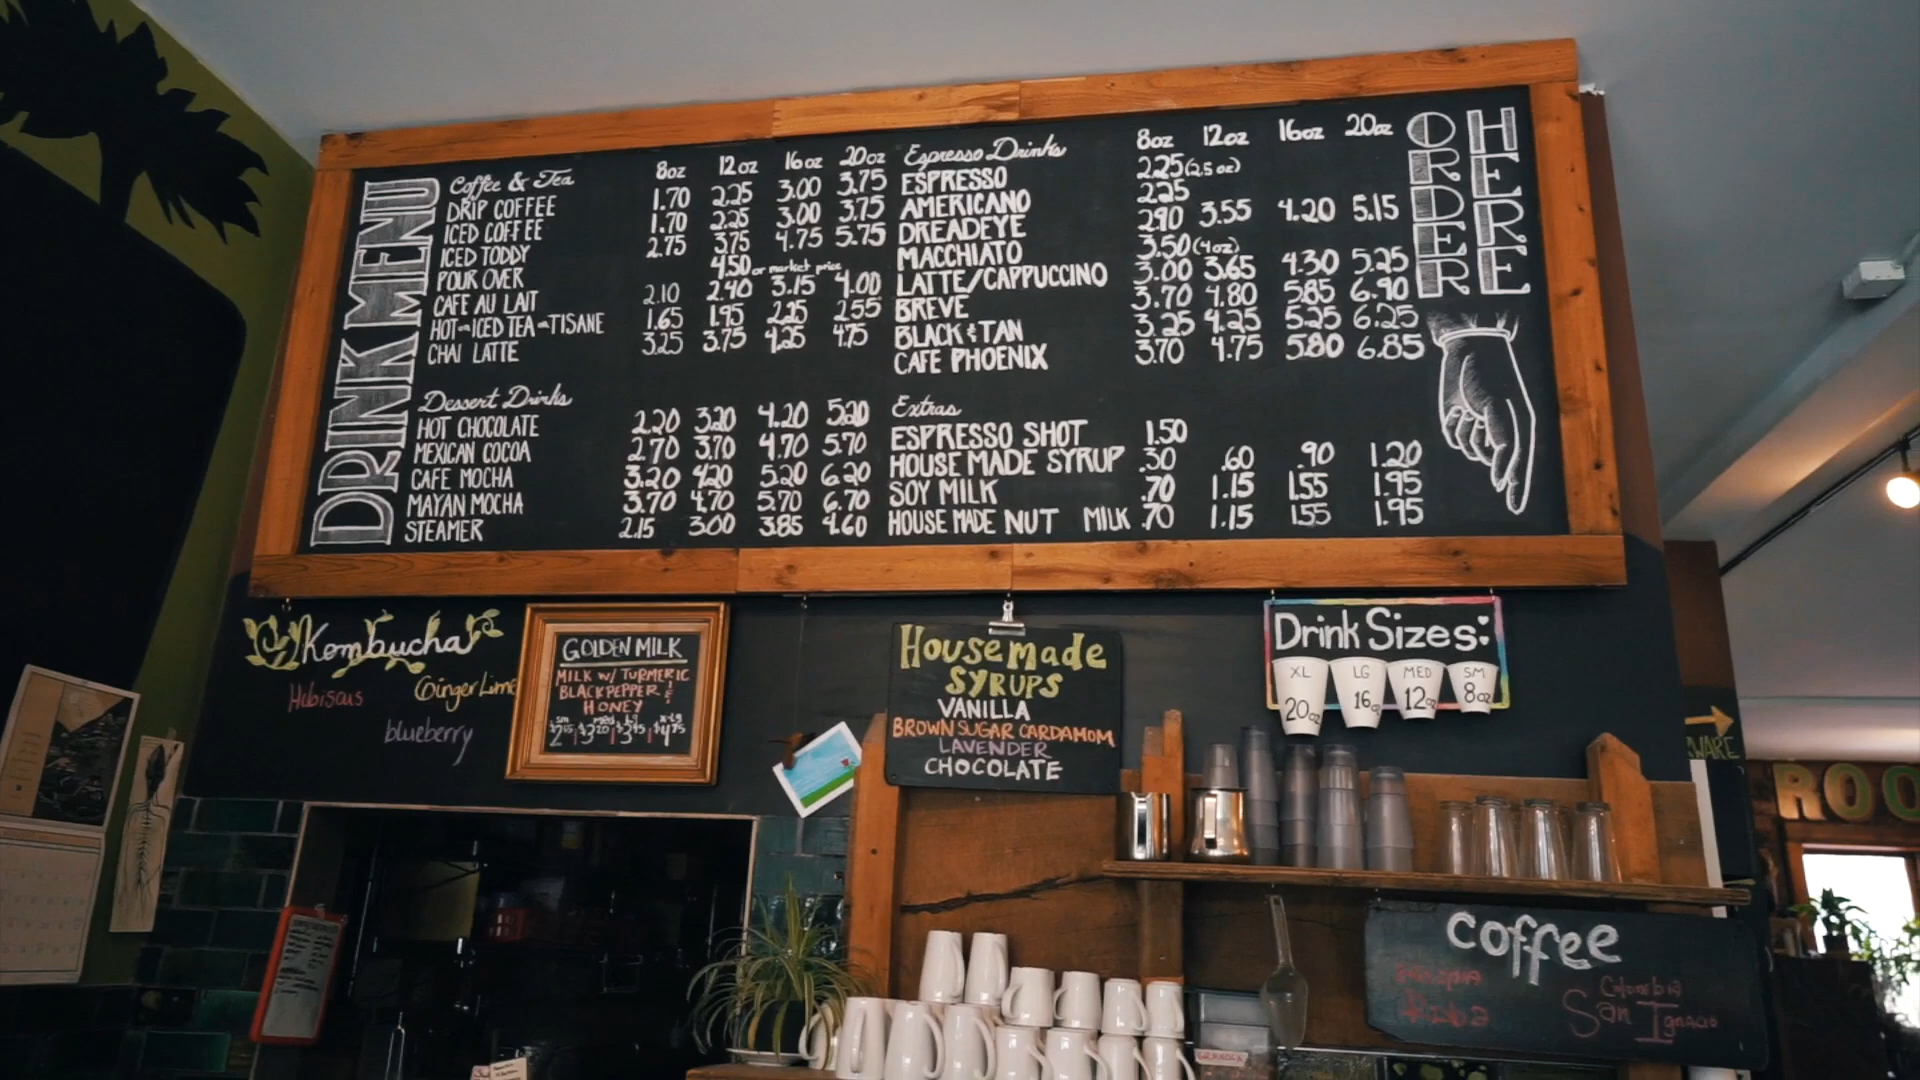 DRINK MENU
8oz 12oz 16oz 20oz
Coffee & Tea
DRIP COFFEE 1.70 2.25 3.00 3.75
ICED COFFEE 1.70 2.25 3.00 3.75
ICED TODDY 2.75 3.75 4.75 5.75
POUR OVER 4.50 or market price
CAFE AU LAIT 2.10 2.40 3.15 4.00
HOT ICED TEA TISANE 1.65 1.95 2.25 2.55
CHAI LATTE 3.25 3.75 4.25 4.75
Dessert Drinks
HOT CHOCOLATE 2.20 3.20 4.20 5.20
MEXICAN COCOA 2.70 3.70 4.70 5.70
CAFE MOCHA 3.20 4.20 5.20 6.20
MAYAN MOCHA 3.70 4.70 5.70 6.70
STEAMER 2.15 3.00 3.85 4.60
Espresso Drinks 8oz 12oz 16oz 20oz
ESPRESSO 2.25 (2.5 oz)
AMERICANO 2.25
DREADEYE 2.90 3.55 4.20 5.15
MACCHIATO 3.50 (4oz)
LATTE/CAPPUCCINO 3.00 3.65 4.30 5.25
BREVE 3.70 4.80 5.85 6.90
BLACK & TAN 3.25 4.25 5.25 6.25
CAFE PHOENIX 3.70 4.75 5.80 6.85
Extras
ESPRESSO SHOT 1.50
HOUSE MADE SYRUP .30 .60 .90 1.20
SOY MILK .70 1.15 1.55 1.95
HOUSE MADE NUT MILK .70 1.15 1.55 1.95
ORDER HERE
Kombucha
Hibiscus
Ginger Lime
blueberry
GOLDEN MILK
MILK W/ TURMERIC
BLACK PEPPER &
HONEY
sm med lg x-lg
Housemade
SYRUPS
VANILLA
BROWN SUGAR CARDAMOM
LAVENDER
CHOCOLATE
Drink Sizes:
XL LG MED SM
20oz 16oz 12oz 8oz
WARE
ROO
coffee
Colombia
San Ignacio